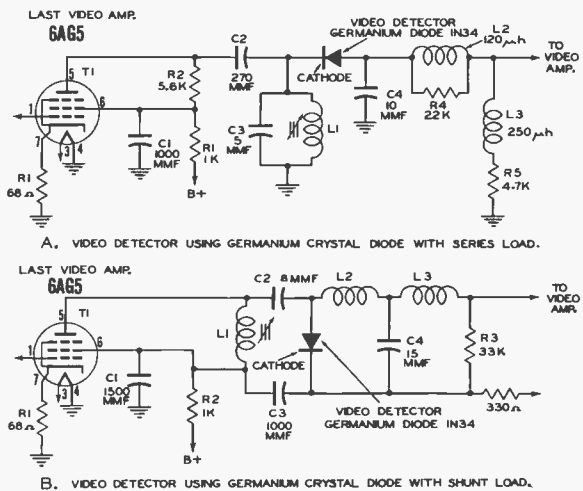 LAST VIDEO AMP.
6AG5
T1
5
6
1
7
3
4
R1
68Ω
C1
1000
MMF
R2
5.6K
R1
1K
B+
C2
270
MMF
VIDEO DETECTOR
GERMANIUM DIODE IN34
CATHODE
C3
5
MMF
L1
C4
10
MMF
L2
120μh
R4
22K
TO
VIDEO
AMP.
L3
250μh
R5
4.7K
A. VIDEO DETECTOR USING GERMANIUM CRYSTAL DIODE WITH SERIES LOAD.
LAST VIDEO AMP.
6AG5
T1
5
6
1
7
3
4
R1
68Ω
C1
1500
MMF
R2
1K
B+
L1
C2
8MMF
CATHODE
C3
1000
MMF
VIDEO DETECTOR
GERMANIUM DIODE IN34
L2
L3
C4
15
MMF
R3
33K
330Ω
TO
VIDEO
AMP.
B. VIDEO DETECTOR USING GERMANIUM CRYSTAL DIODE WITH SHUNT LOAD.